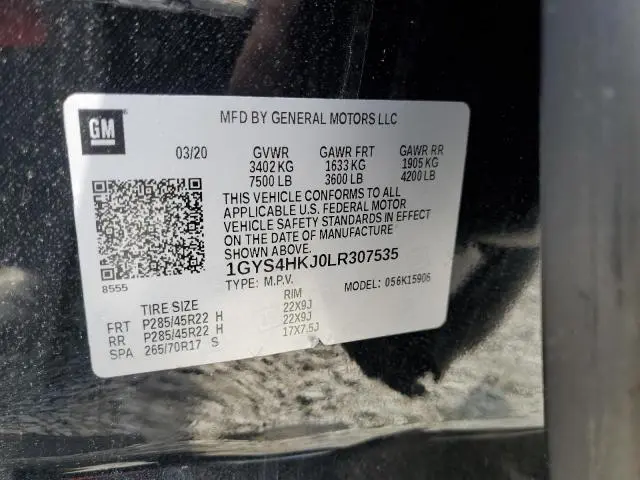 GM
MFD BY GENERAL MOTORS LLC
03/20 GVWR GAWR FRT GAWR RR
3402 KG 1633 KG 1905 KG
7500 LB 3600 LB 4200 LB
THIS VEHICLE CONFORMS TO ALL
APPLICABLE U.S. FEDERAL MOTOR
VEHICLE SAFETY STANDARDS IN EFFECT
ON THE DATE OF MANUFACTURE
SHOWN ABOVE.
8555
1GYS4HKJ0LR307535
TYPE: M.P.V. MODEL: 056K15906
TIRE SIZE RIM
FRT P285/45R22 H 22X9J
RR P285/45R22 H 22X9J
SPA 265/70R17 S 17X7.5J